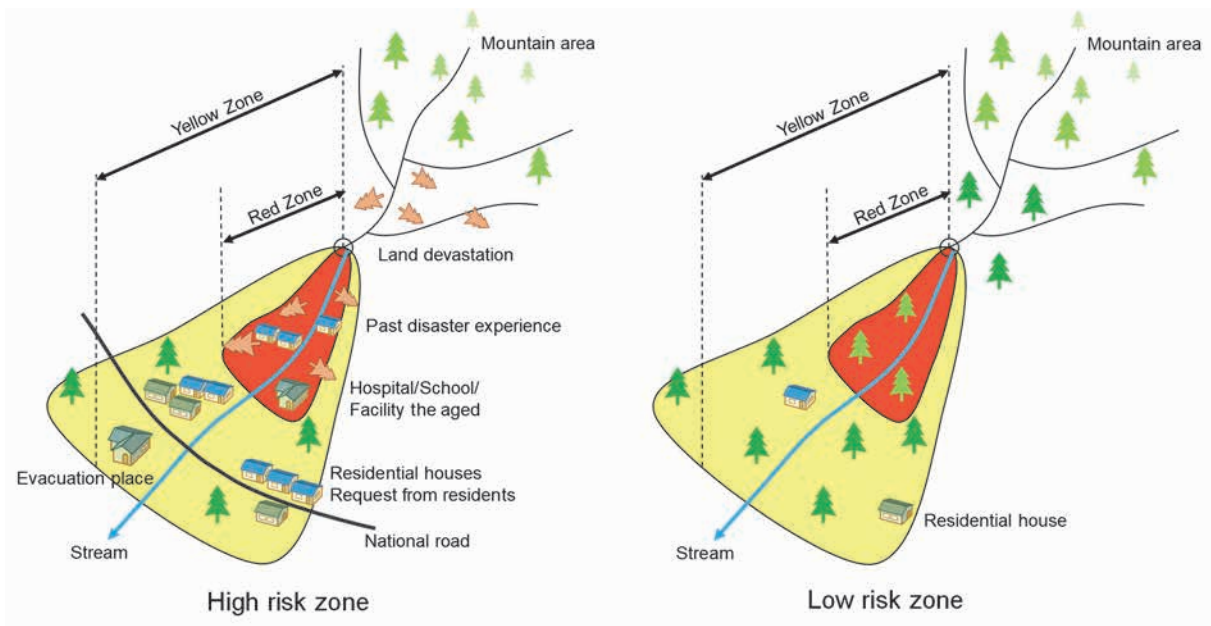 Mountain area
Yellow Zone
Red Zone
Land devastation
Past disaster experience
Hospital/School/
Facility the aged
Evacuation place
Residential houses
Request from residents
National road
Stream
High risk zone
Mountain area
Yellow Zone
Red Zone
Residential house
Stream
Low risk zone